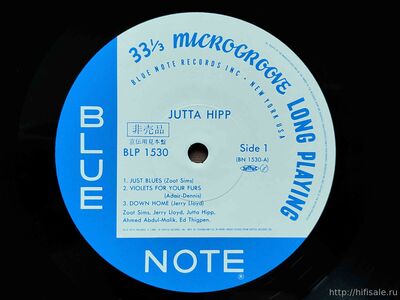 33 1/3 MICROGROOVE LONG PLAYING
BLUE NOTE RECORDS INC • NEW YORK USA
JUTTA HIPP
非売品
宣伝用見本盤
BLP 1530
Side 1
(BN 1530-A)
1. JUST BLUES (Zoot Sims)
2. VIOLETS FOR YOUR FURS
(Adair-Dennis)
3. DOWN HOME (Jerry Lloyd)
Zoot Sims, Jerry Lloyd, Jutta Hipp,
Ahmed Abdul-Malik, Ed Thigpen.
BLUE
NOTE
®
http://hifisale.ru